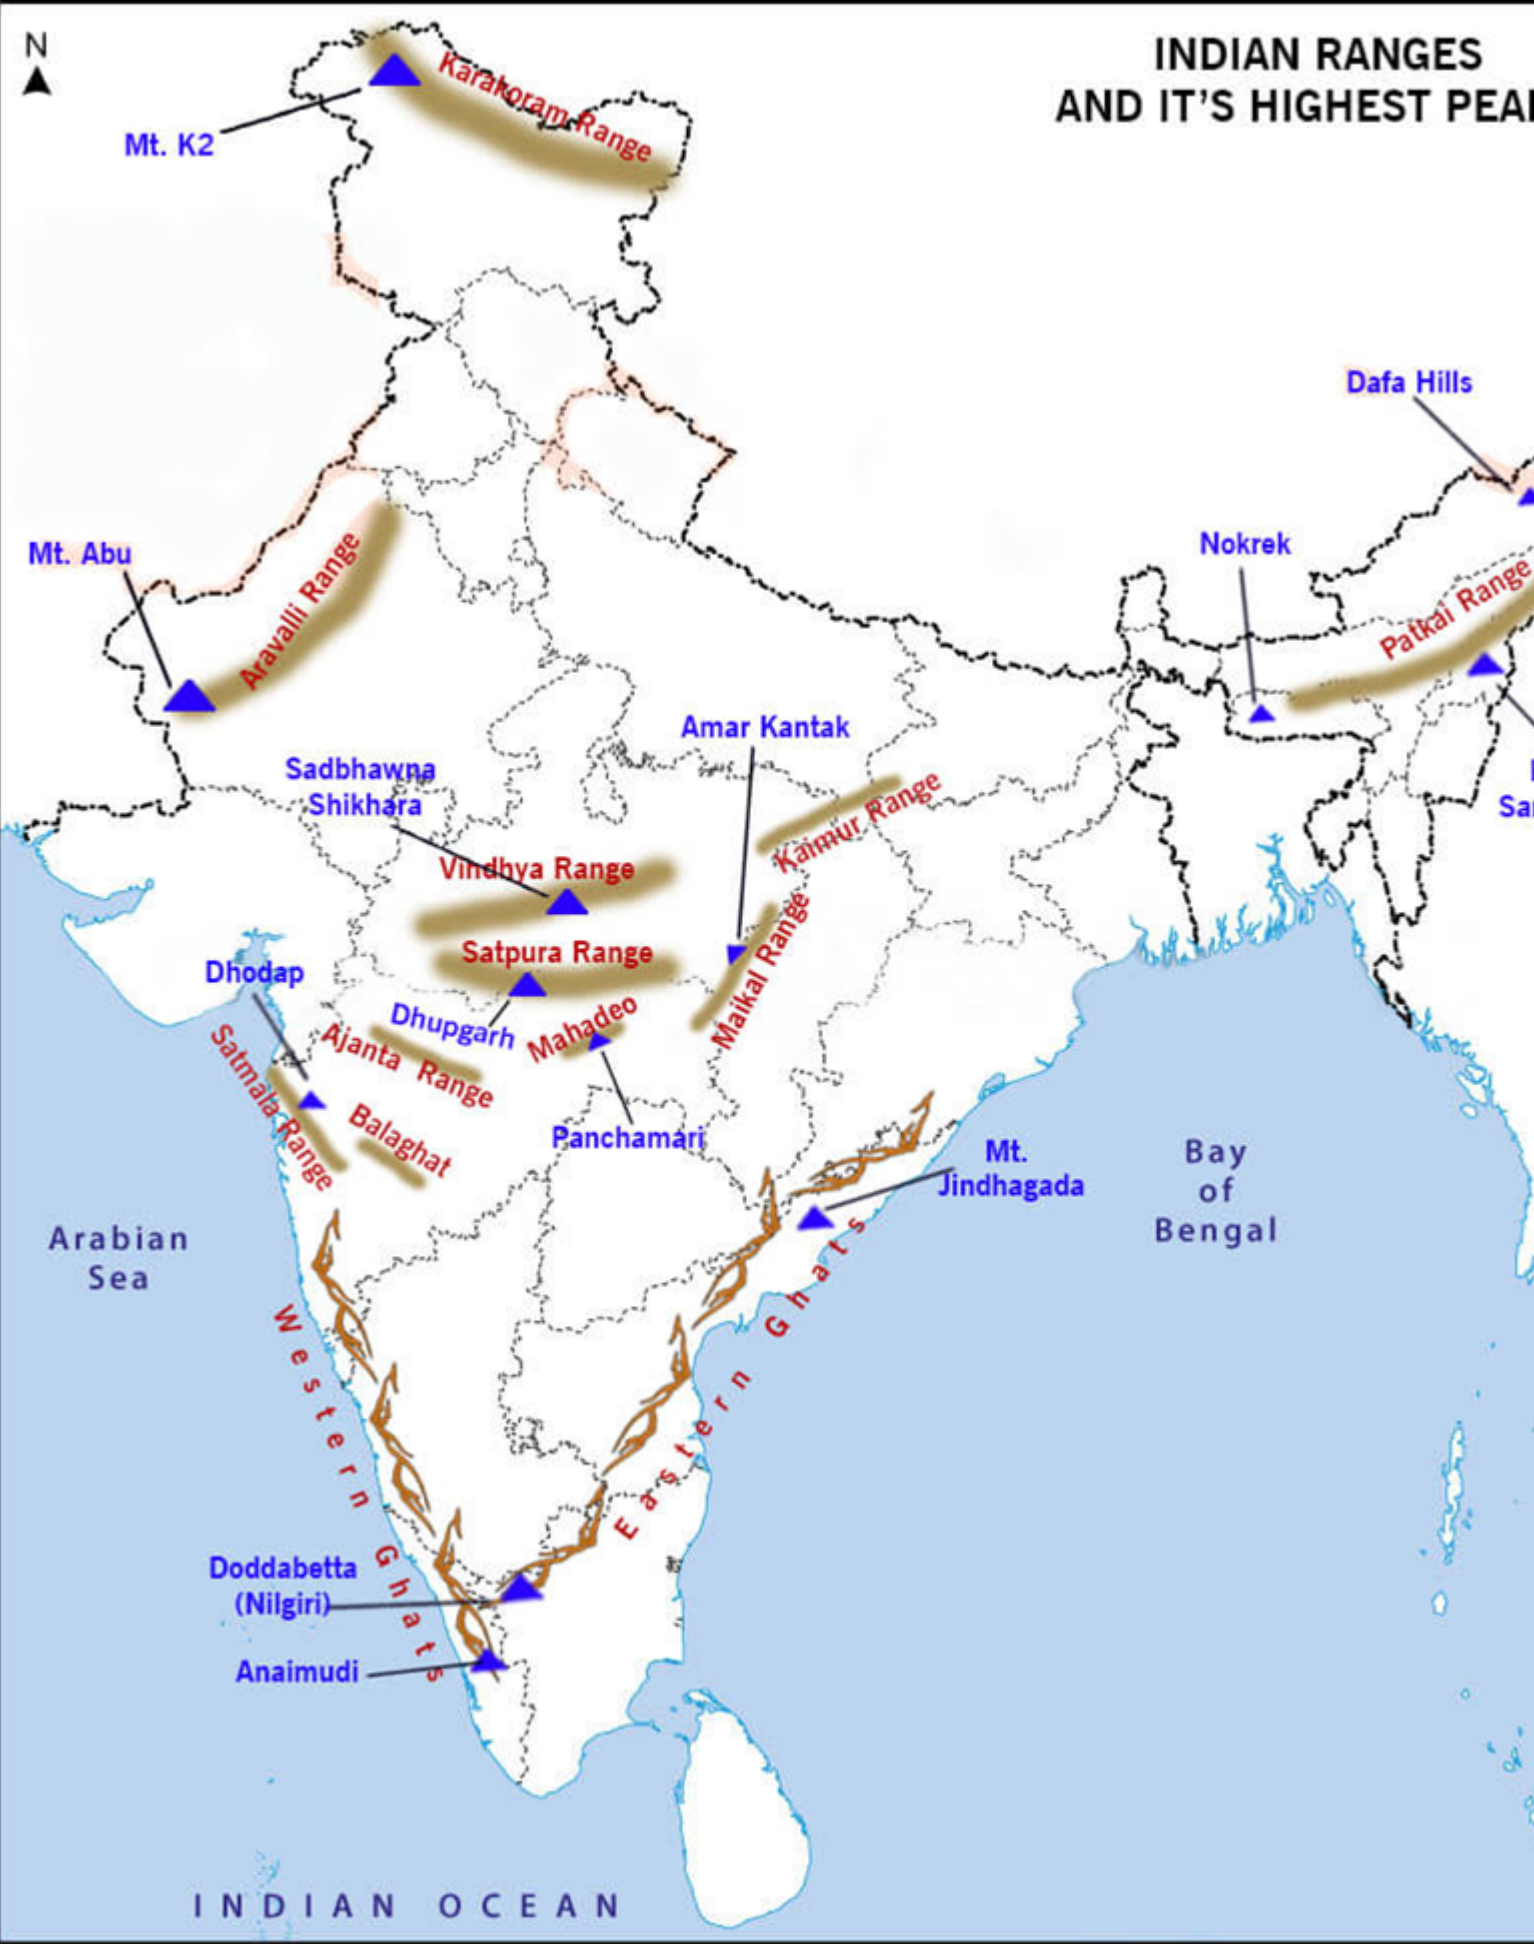 N
INDIAN RANGES
AND IT'S HIGHEST
Karakoram Range
Mt. K2
Dafa Hills
Nokrek
Mt. Abu
Aravalli Range
Patkai Range
Amar Kantak
Sadbhawna
Shikhara
Kaimur Range
Vindhya Range
Satpura Range
Maikal Range
Dhodap
Dhupgarh
Mahadeo
Ajanta Range
Satmala Range
Balaghat
Panchamari
Mt.
Jindhagada
Bay
of
Bengal
Arabian
Sea
Western Ghats
Eastern Ghats
Doddabetta
(Nilgiri)
Anaimudi
INDIAN OCEAN